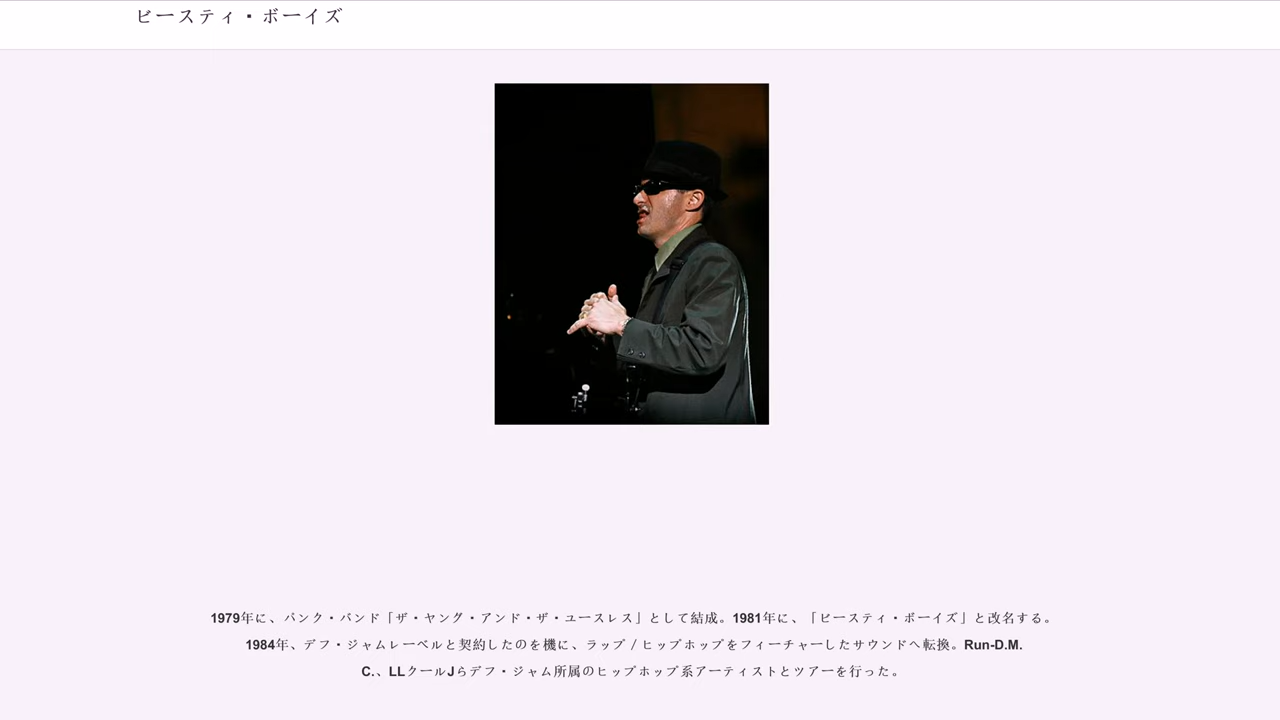 ビースティ・ボーイズ
1979年に、パンク・バンド「ザ・ヤング・アンド・ザ・ユースレス」として結成。1981年に、「ビースティ・ボーイズ」と改名する。
1984年、デフ・ジャムレーベルと契約したのを機に、ラップ / ヒップホップをフィーチャーしたサウンドへ転換。Run-D.M.
C.、LLクールJらデフ・ジャム所属のヒップホップ系アーティストとツアーを行った。